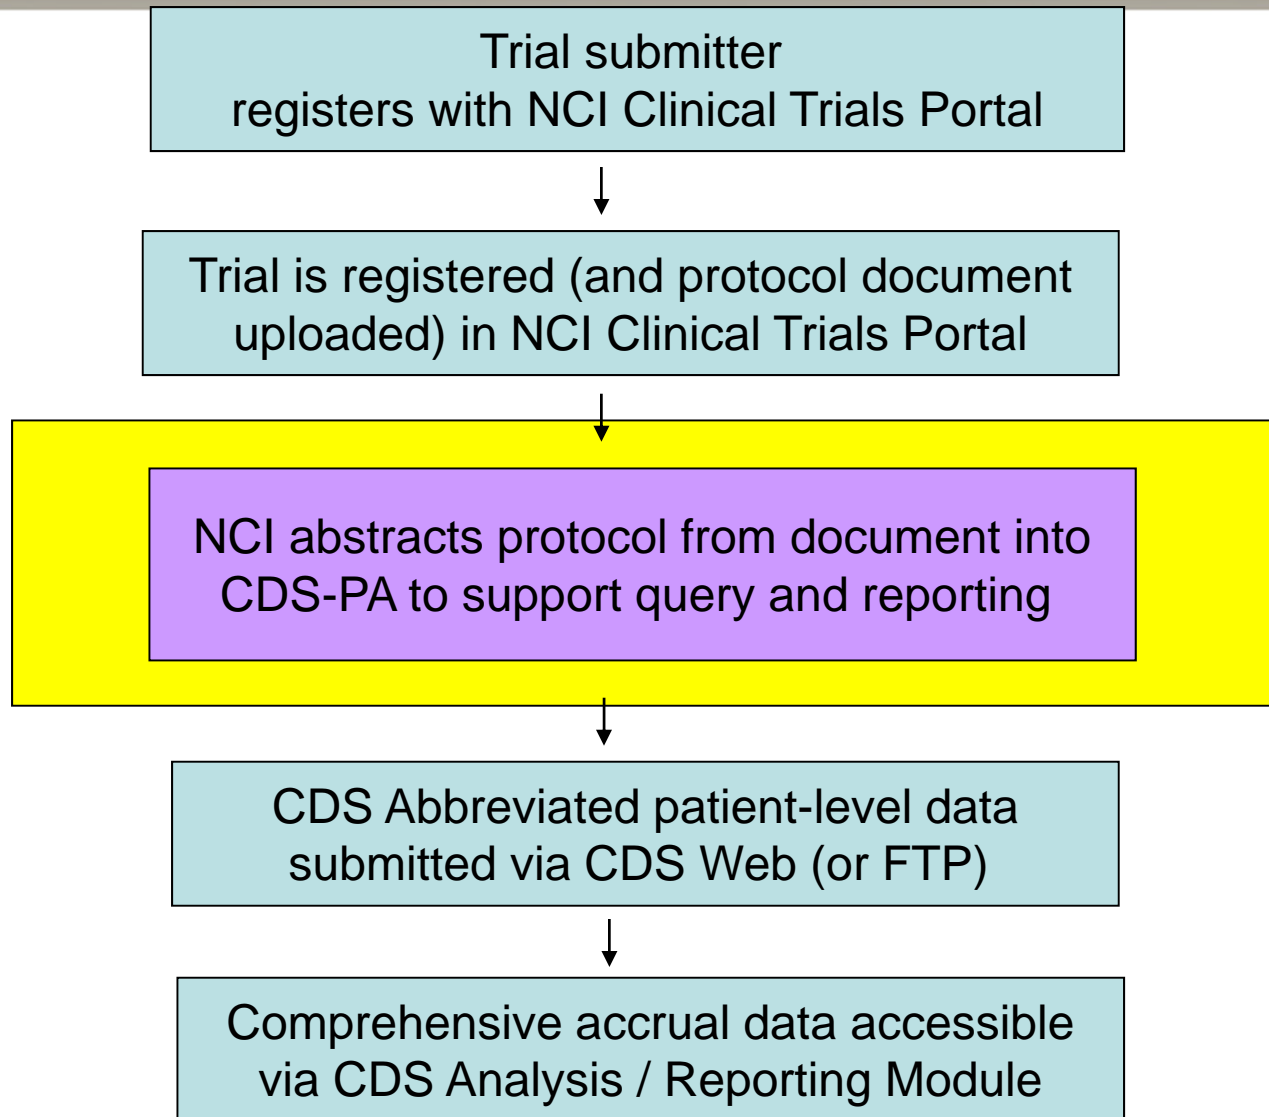 Trial submitter
registers with NCI Clinical Trials Portal
Trial is registered (and protocol document
uploaded) in NCI Clinical Trials Portal
NCI abstracts protocol from document into
CDS-PA to support query and reporting
CDS Abbreviated patient-level data
submitted via CDS Web (or FTP)
Comprehensive accrual data accessible
via CDS Analysis / Reporting Module